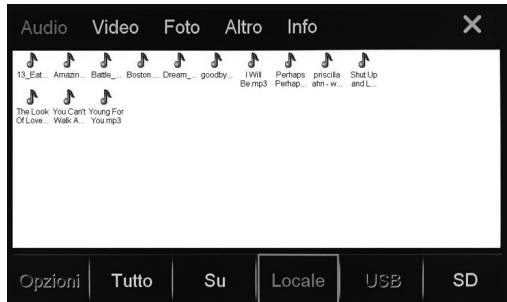 Audio Video Foto Altro Info
13_Eat... Amazin... Battle_... Boston... Dream_... goodby... I Will Perhaps priscilla Shut Up
Be.mp3 Perhap... ahn - w... and L...
The Look You Can't Young For
Of Love... Walk A... You.mp3
Opzioni Tutto Su Locale USB SD